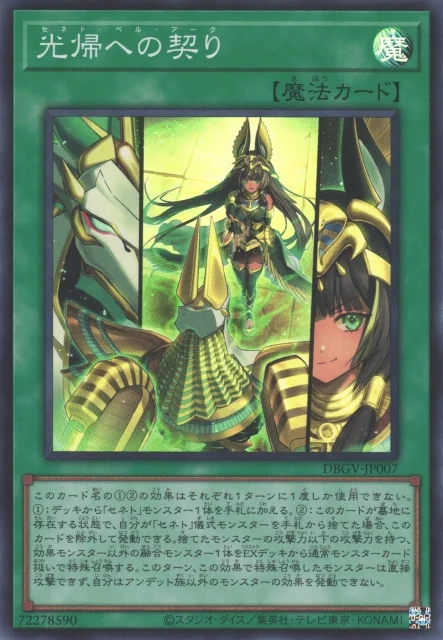 セネト・ペル・アーク
光帰への契り
魔
【魔法カード】
DBGV-JP007
このカード名の①②の効果はそれぞれ1ターンに1度しか使用できない。
①：デッキから「セネト」モンスター1体を手札に加える。②：このカードが墓地に
存在する状態で、自分が「セネト」儀式モンスターを手札から捨てた場合、この
カードを除外して発動できる。捨てたモンスターの攻撃力以下の攻撃力を持つ、
効果モンスター以外の融合モンスター1体をEXデッキから通常モンスターカード
扱いで特殊召喚する。このターン、この効果で特殊召喚したモンスターは直接
攻撃できず、自分はアンデット族以外のモンスターの効果を発動できない。
72278590
©スタジオ・ダイス／集英社・テレビ東京・KONAMI